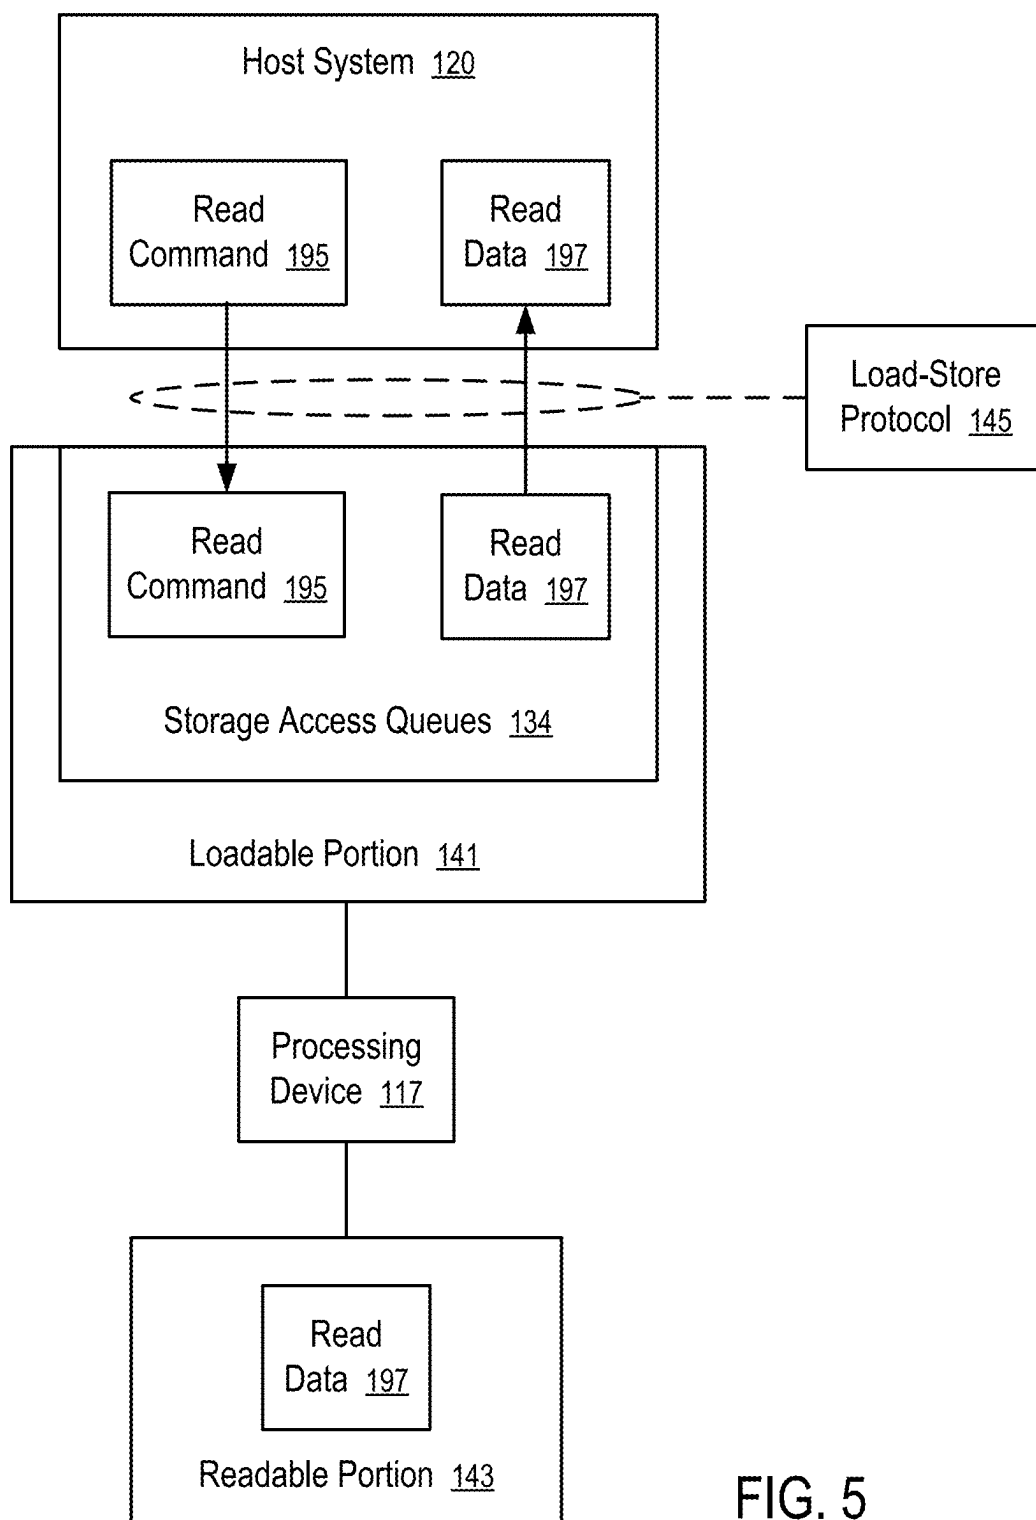 Host System 120
Read
Command 195
Read
Data 197
Load-Store
Protocol 145
Read
Command 195
Read
Data 197
Storage Access Queues 134
Loadable Portion 141
Processing
Device 117
Read
Data 197
Readable Portion 143
FIG. 5